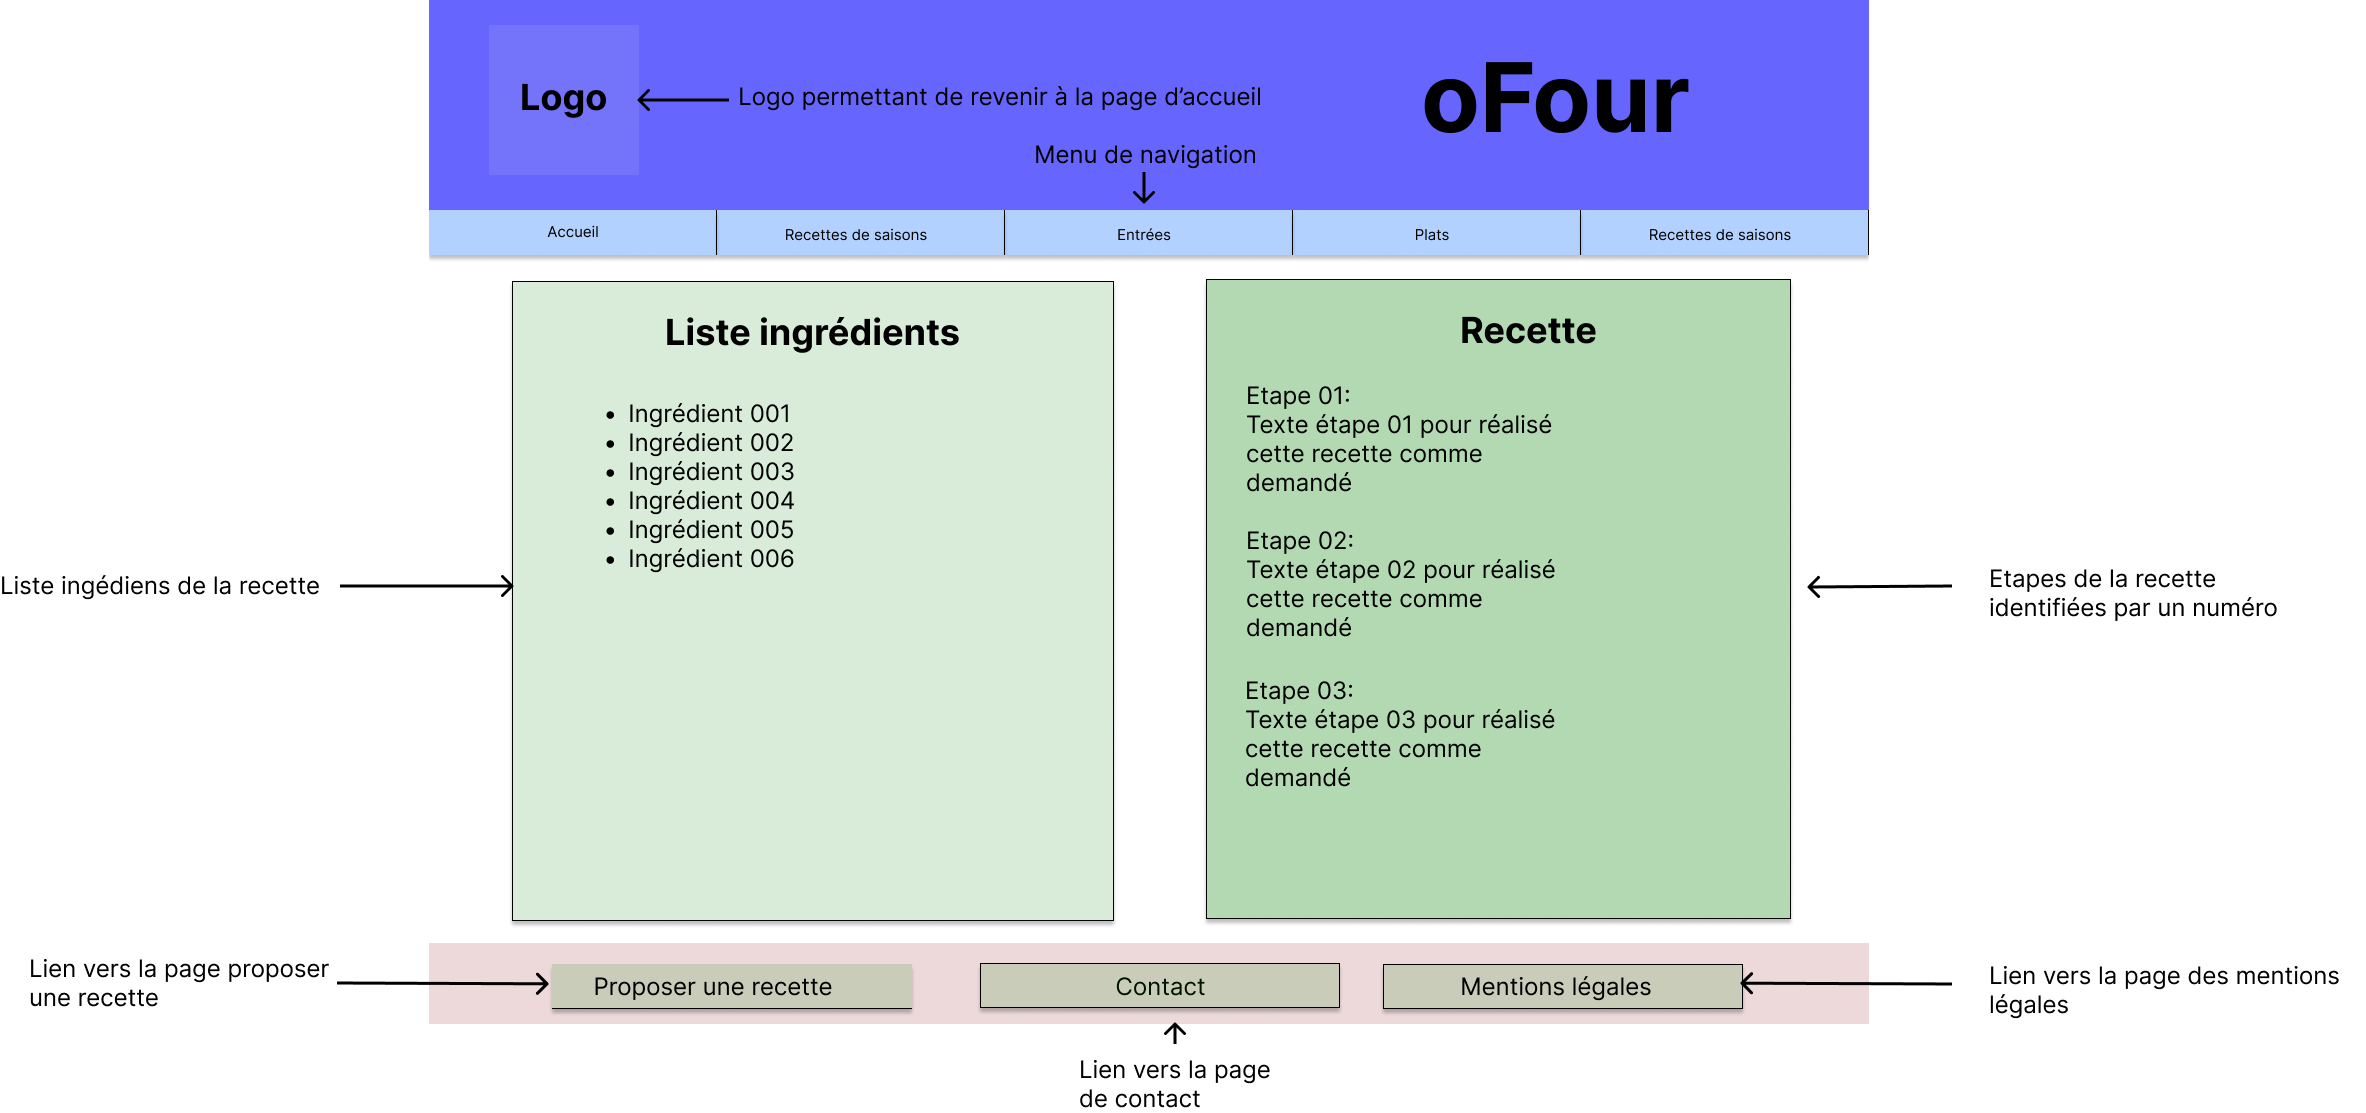 Logo
Logo permettant de revenir à la page d’accueil
oFour
Menu de navigation
Accueil
Recettes de saisons
Entrées
Plats
Recettes de saisons
Liste ingrédients
Ingrédient 001
Ingrédient 002
Ingrédient 003
Ingrédient 004
Ingrédient 005
Ingrédient 006
Liste ingédiens de la recette
Recette
Etape 01:
Texte étape 01 pour réalisé
cette recette comme
demandé
Etape 02:
Texte étape 02 pour réalisé
cette recette comme
demandé
Etape 03:
Texte étape 03 pour réalisé
cette recette comme
demandé
Etapes de la recette
identifiées par un numéro
Lien vers la page proposer
une recette
Proposer une recette
Contact
Mentions légales
Lien vers la page des mentions
légales
Lien vers la page
de contact